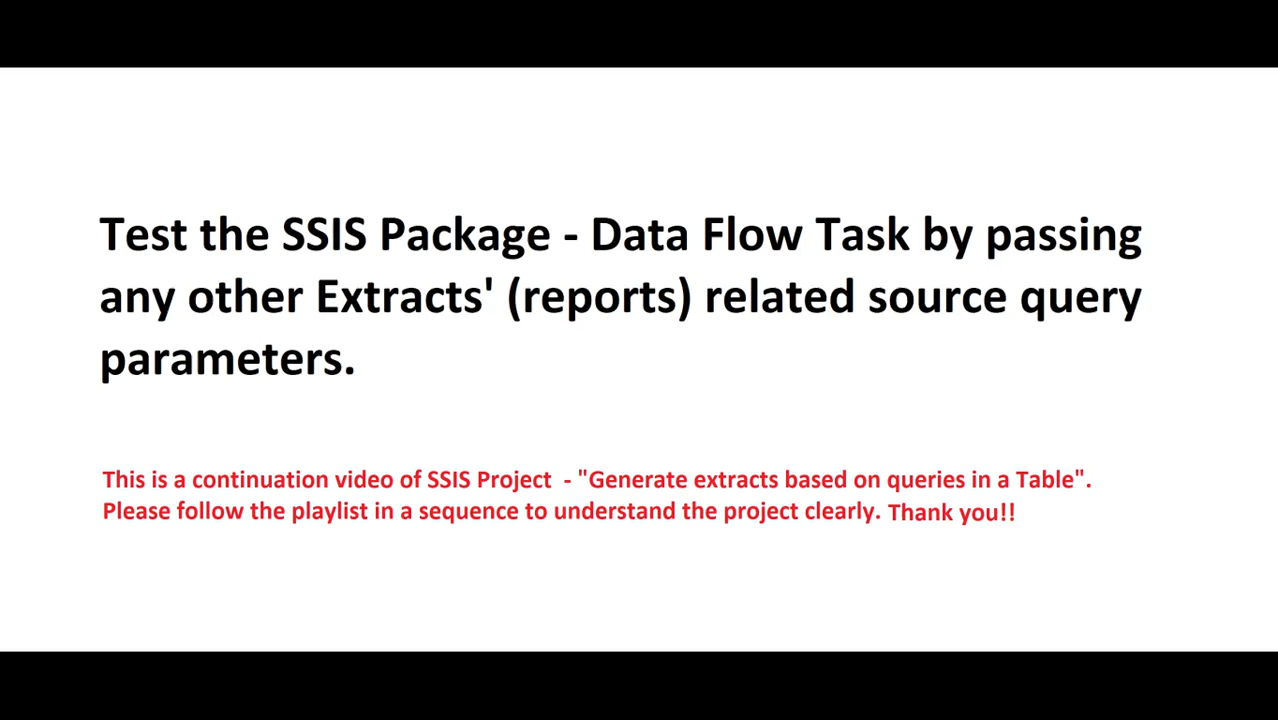 Test the SSIS Package - Data Flow Task by passing
any other Extracts' (reports) related source query
parameters.
This is a continuation video of SSIS Project - "Generate extracts based on queries in a Table".
Please follow the playlist in a sequence to understand the project clearly. Thank you!!